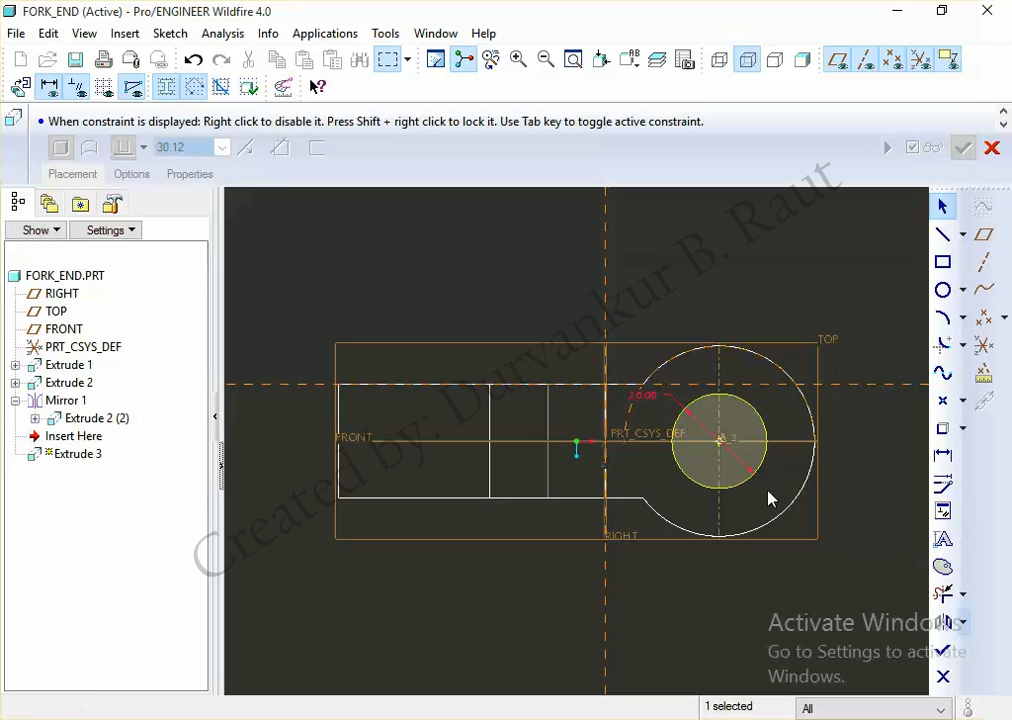 FORK_END (Active) - Pro/ENGINEER Wildfire 4.0
File Edit View Insert Sketch Analysis Info Applications Tools Window Help
When constraint is displayed: Right click to disable it. Press Shift + right click to lock it. Use Tab key to toggle active constraint.
30.12
Placement Options Properties
Show Settings
FORK_END.PRT
RIGHT
TOP
FRONT
PRT_CSYS_DEF
Extrude 1
Extrude 2
Mirror 1
Extrude 2 (2)
Insert Here
Extrude 3
TOP
20.00
FRONT
PRT_CSYS_DEF
RIGHT
Created by: Darvankur B. Raut
Activate Windows
Go to Settings to activate
Windows.
1 selected
All